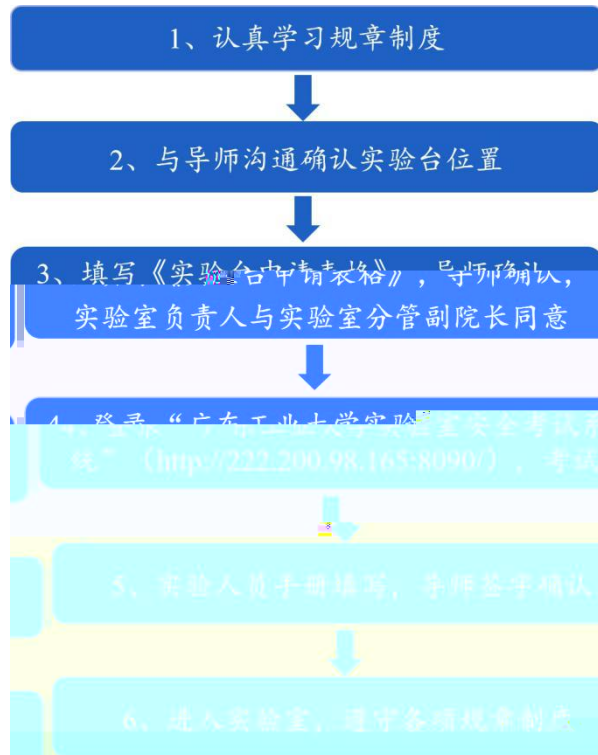 1、认真学习规章制度
2、与导师沟通确认实验台位置
3、填写《实验台申请表格》，导师确认，
实验室负责人与实验室分管副院长同意
4、登录“广东工业大学实验室安全考试系
统”（http://222.200.98.165:8090/），考试
5、实验人员手册填写，导师签字确认
6、进入实验室，遵守各项规章制度